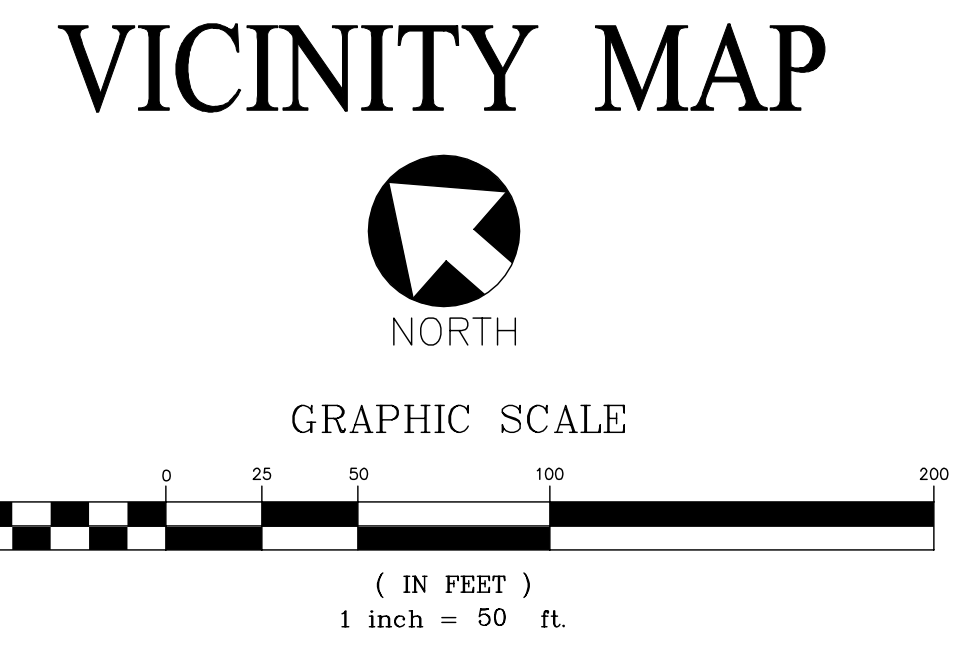 VICINITY MAP
NORTH
GRAPHIC SCALE
0 25 50 100 200
( IN FEET )
1 inch = 50 ft.